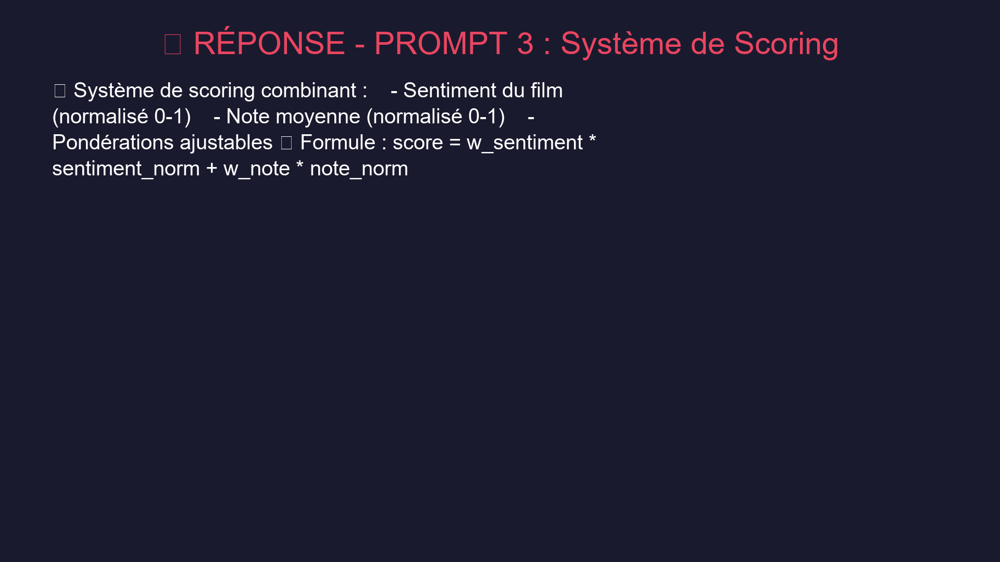 □ RÉPONSE - PROMPT 3 : Système de Scoring
□ Système de scoring combinant :    - Sentiment du film
(normalisé 0-1)    - Note moyenne (normalisé 0-1)    -
Pondérations ajustables □ Formule : score = w_sentiment *
sentiment_norm + w_note * note_norm